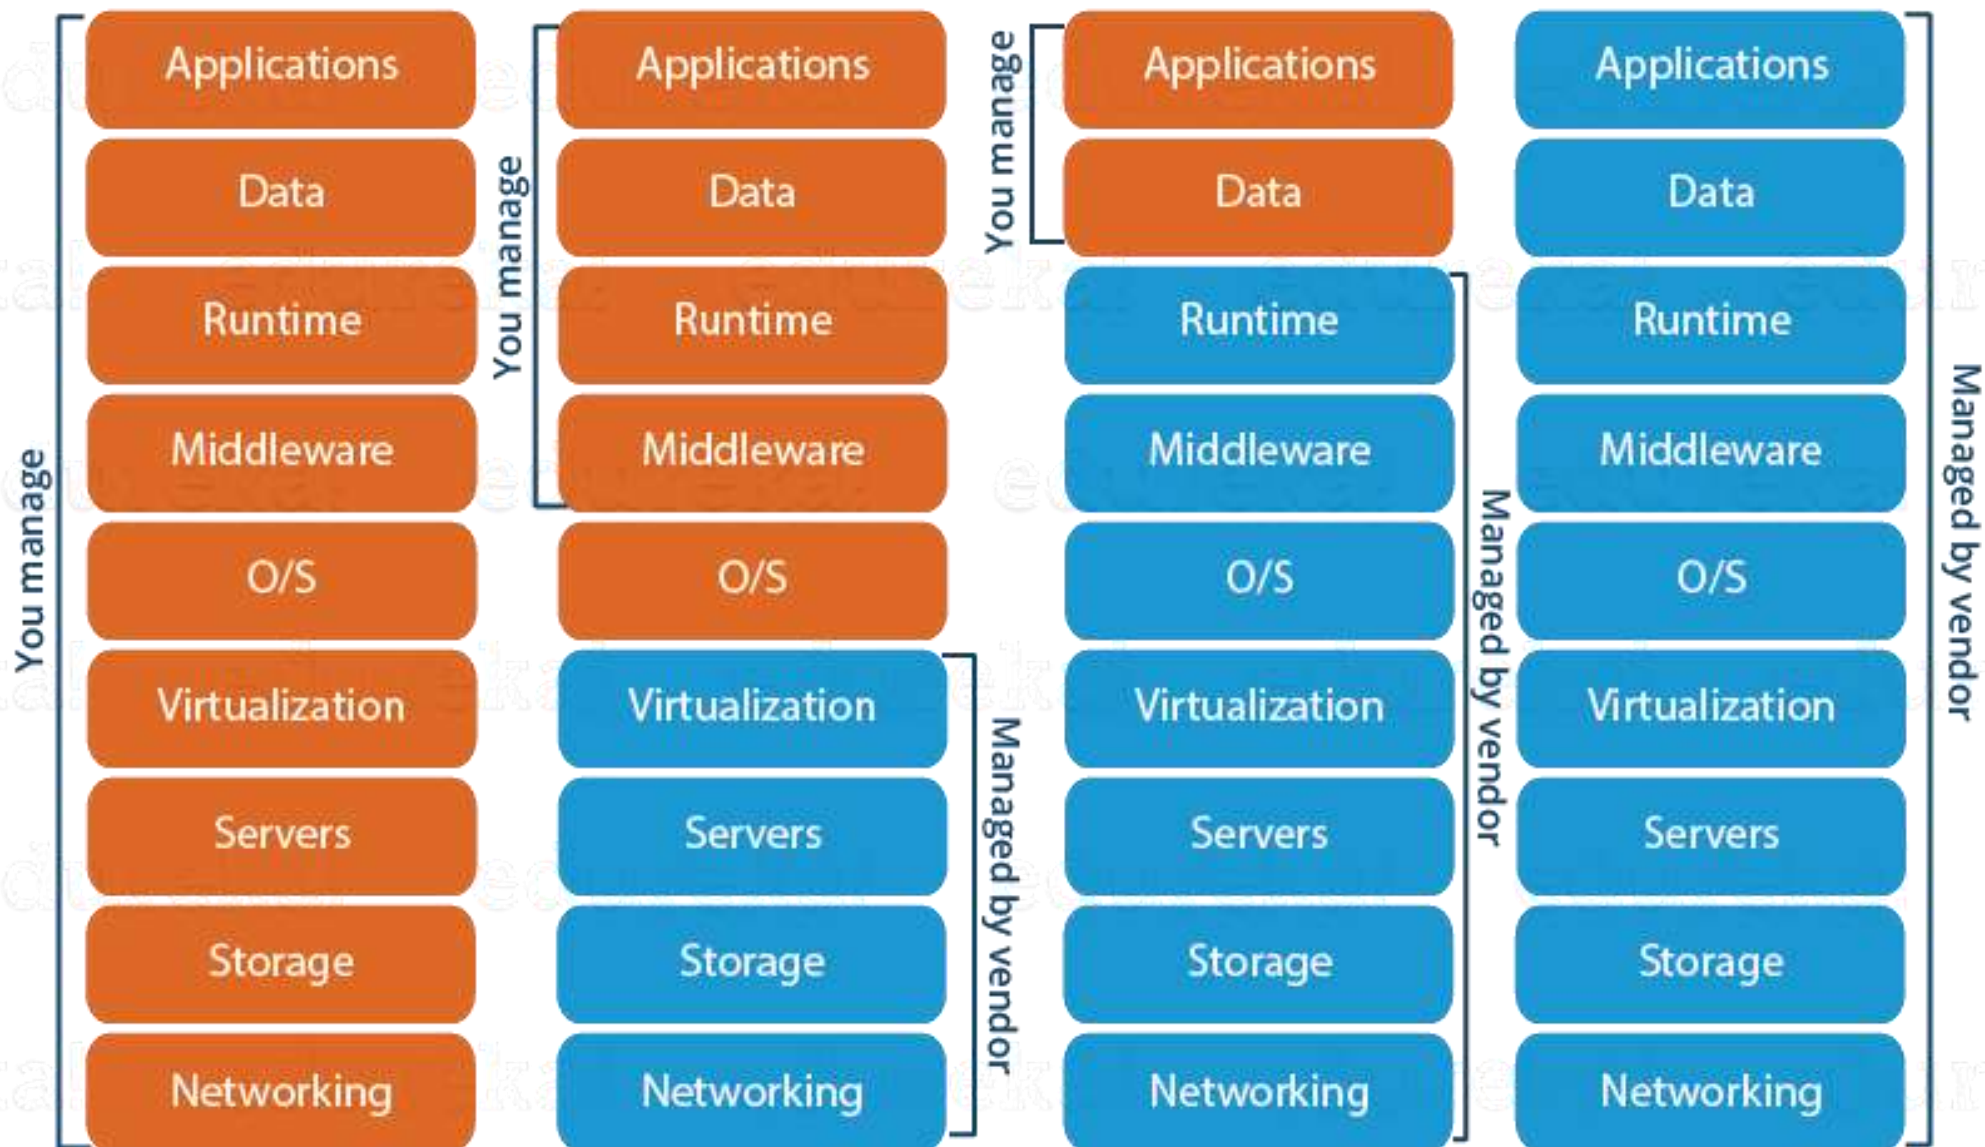 You manage
Applications
Data
Runtime
Middleware
O/S
Virtualization
Servers
Storage
Networking
You manage
Applications
Data
Runtime
Middleware
O/S
Virtualization
Servers
Storage
Networking
Managed by vendor
You manage
Applications
Data
Runtime
Middleware
O/S
Virtualization
Servers
Storage
Networking
Managed by vendor
Applications
Data
Runtime
Middleware
O/S
Virtualization
Servers
Storage
Networking
Managed by vendor